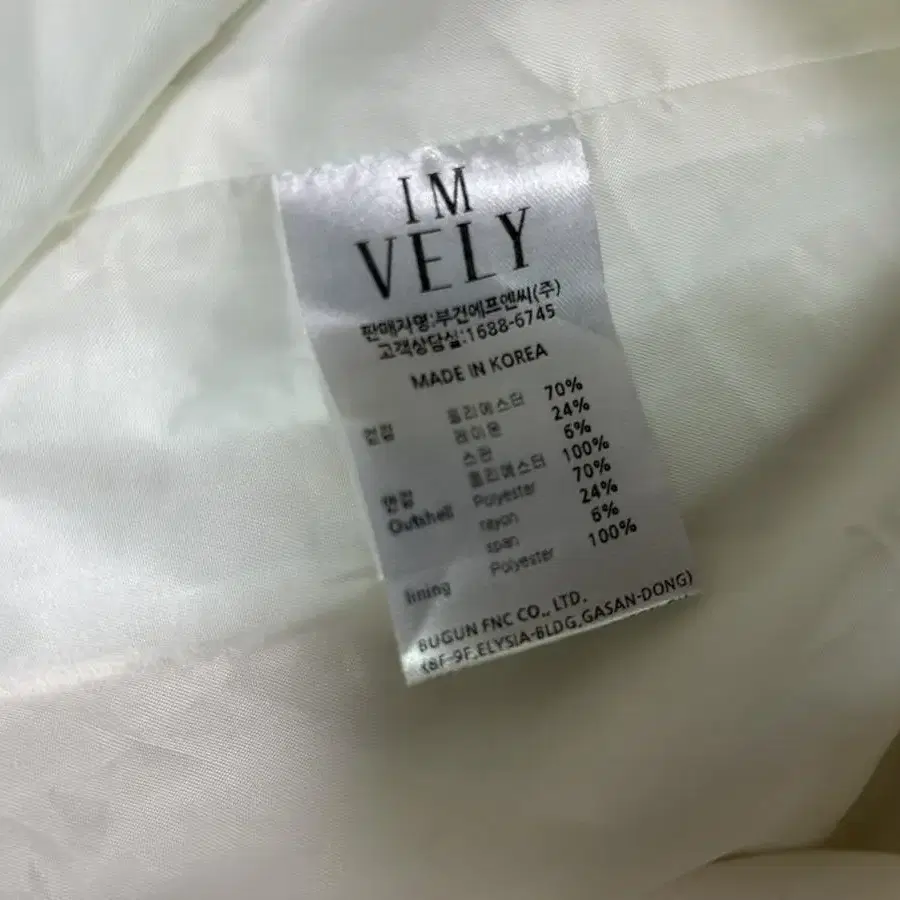 IM
VELY
판매자명:부건에프엔씨(주)
고객상담실:1688-6745
MADE IN KOREA
겉감 폴리에스터 70%
레이온 24%
스판 6%
안감 폴리에스터 100%
Outshell Polyester 70%
rayon 24%
span 6%
lining Polyester 100%
BUGUN FNC CO., LTD.
(8F-9F,ELYSIA-BLDG,GASAN-DONG)